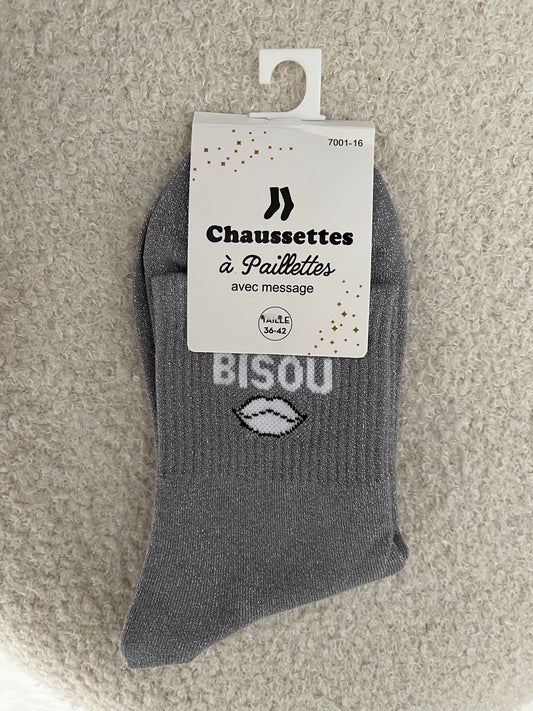 7001-16
Chaussettes
à Paillettes
avec message
TAILLE
36-42
BISOU